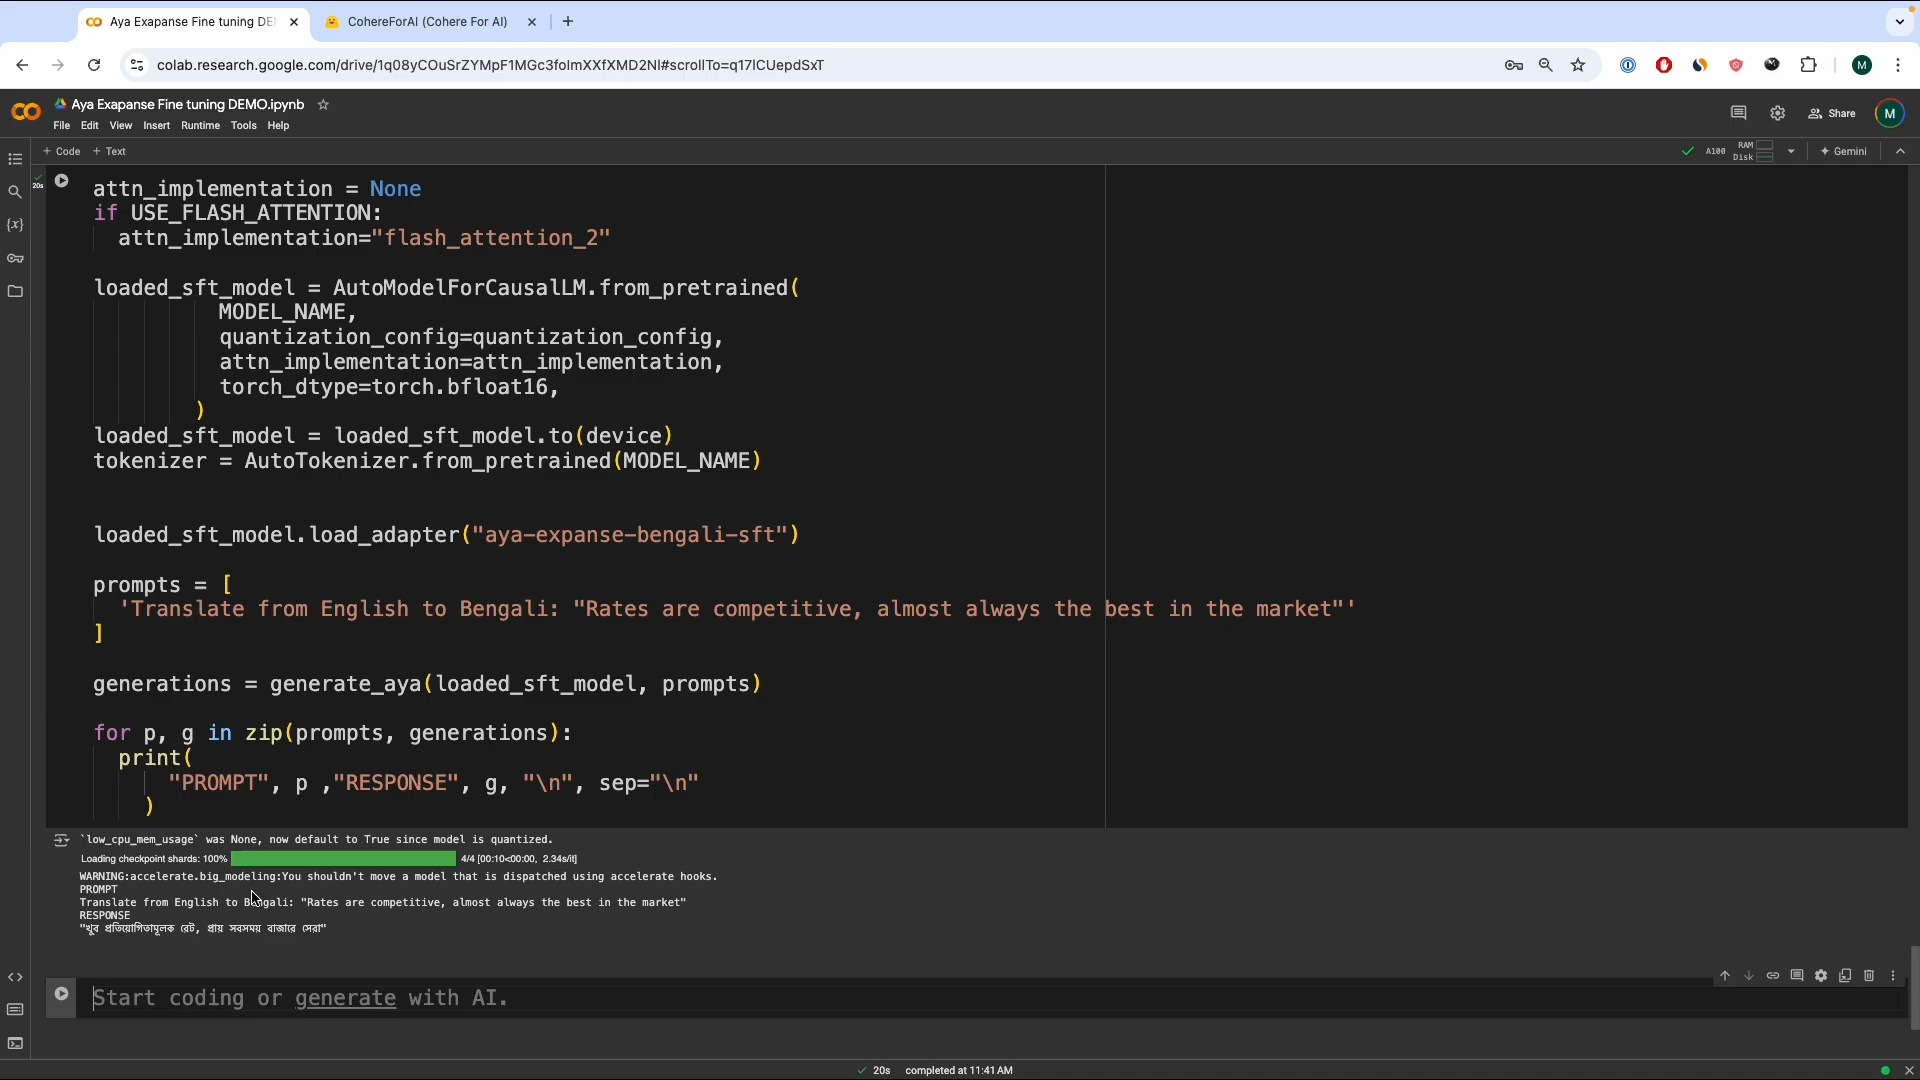 Aya Exapanse Fine tuning DE
CohereForAI (Cohere For AI)
colab.research.google.com/drive/1q08yCOuSrZYMpF1MGc3folmXXfXMD2NI#scrollTo=q17ICUepdSxT
Aya Exapanse Fine tuning DEMO.ipynb
File Edit View Insert Runtime Tools Help
Share
M
+ Code + Text
A100 RAM Disk
Gemini
20s
attn_implementation = None
if USE_FLASH_ATTENTION:
attn_implementation="flash_attention_2"
loaded_sft_model = AutoModelForCausalLM.from_pretrained(
MODEL_NAME,
quantization_config=quantization_config,
attn_implementation=attn_implementation,
torch_dtype=torch.bfloat16,
)
loaded_sft_model = loaded_sft_model.to(device)
tokenizer = AutoTokenizer.from_pretrained(MODEL_NAME)
loaded_sft_model.load_adapter("aya-expanse-bengali-sft")
prompts = [
'Translate from English to Bengali: "Rates are competitive, almost always the best in the market"'
]
generations = generate_aya(loaded_sft_model, prompts)
for p, g in zip(prompts, generations):
print(
"PROMPT", p ,"RESPONSE", g, "\n", sep="\n"
)
`low_cpu_mem_usage` was None, now default to True since model is quantized.
Loading checkpoint shards: 100% 4/4 [00:10<00:00, 2.34s/it]
WARNING:accelerate.big_modeling:You shouldn't move a model that is dispatched using accelerate hooks.
PROMPT
Translate from English to Bengali: "Rates are competitive, almost always the best in the market"
RESPONSE
"খুব প্রতিযোগিতামূলক রেট, প্রায় সবসময় বাজারে সেরা"
Start coding or generate with AI.
20s completed at 11:41 AM